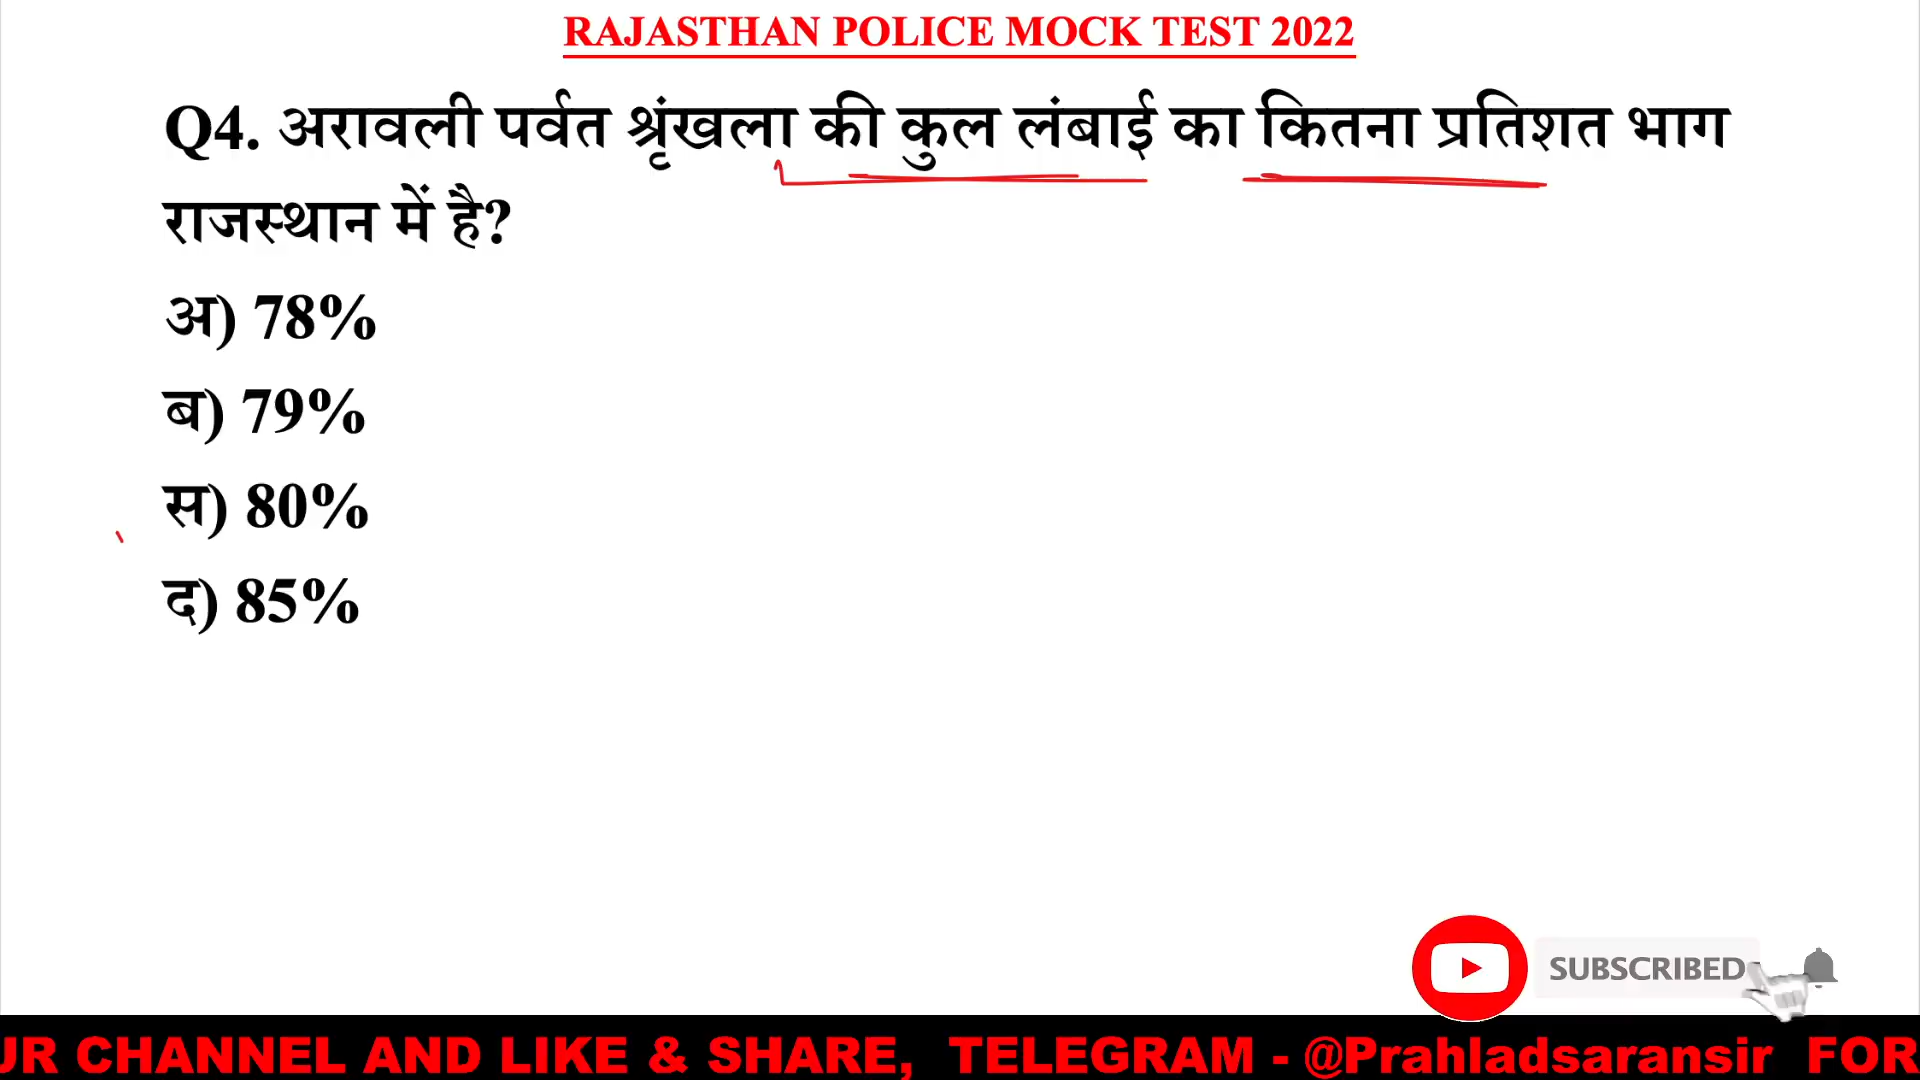 RAJASTHAN POLICE MOCK TEST 2022
Q4. अरावली पर्वत श्रृंखला की कुल लंबाई का कितना प्रतिशत भाग
राजस्थान में है?
अ) 78%
ब) 79%
स) 80%
द) 85%
SUBSCRIBED
UR CHANNEL AND LIKE & SHARE, TELEGRAM - @Prahladsaransir FOR